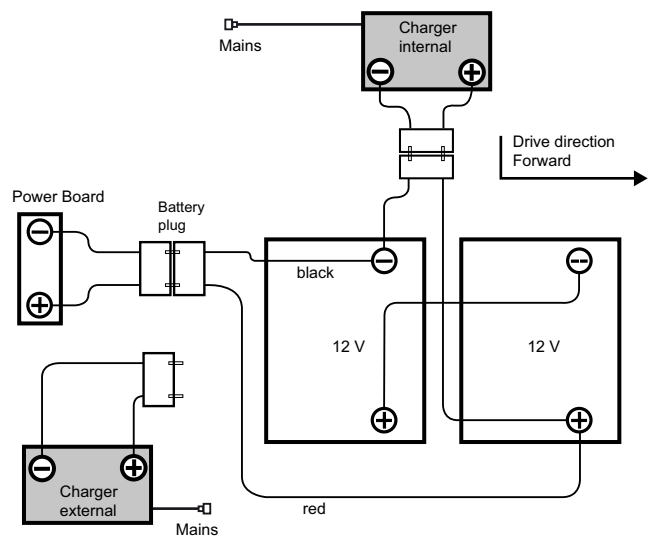 Charger
internal
Mains
Drive direction
Forward
Power Board
Battery
plug
black
12 V
12 V
Charger
external
Mains
red